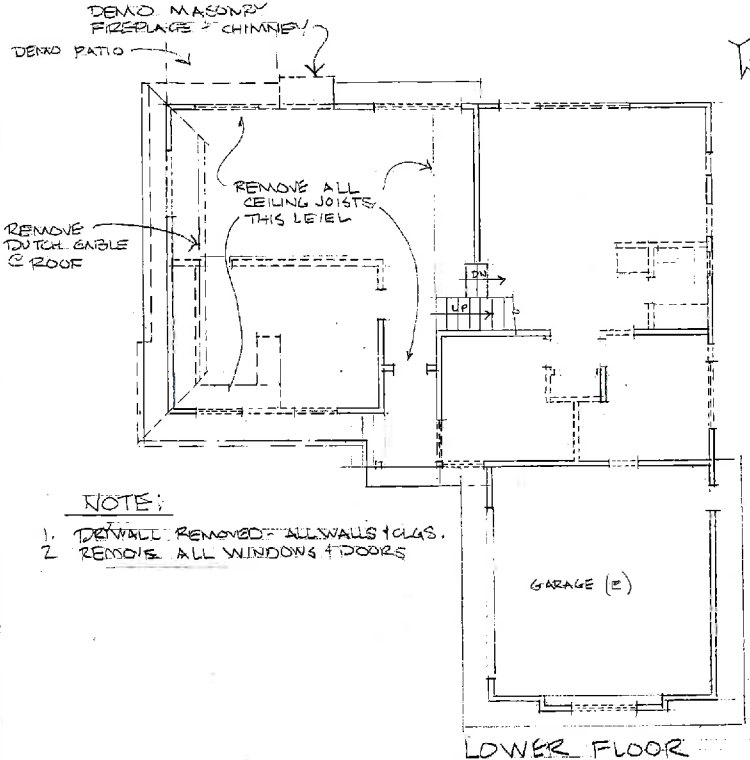 DEMO MASONRY
FIREPLACE & CHIMNEY
DEMO PATIO
REMOVE ALL
CEILING JOISTS
THIS LEVEL
REMOVE
DUTCH GABLE
@ ROOF
DN
UP
NOTE:
1. DRYWALL REMOVED - ALL WALLS & CLGS.
2 REMOVE ALL WINDOWS & DOORS
GARAGE (E)
LOWER FLOOR